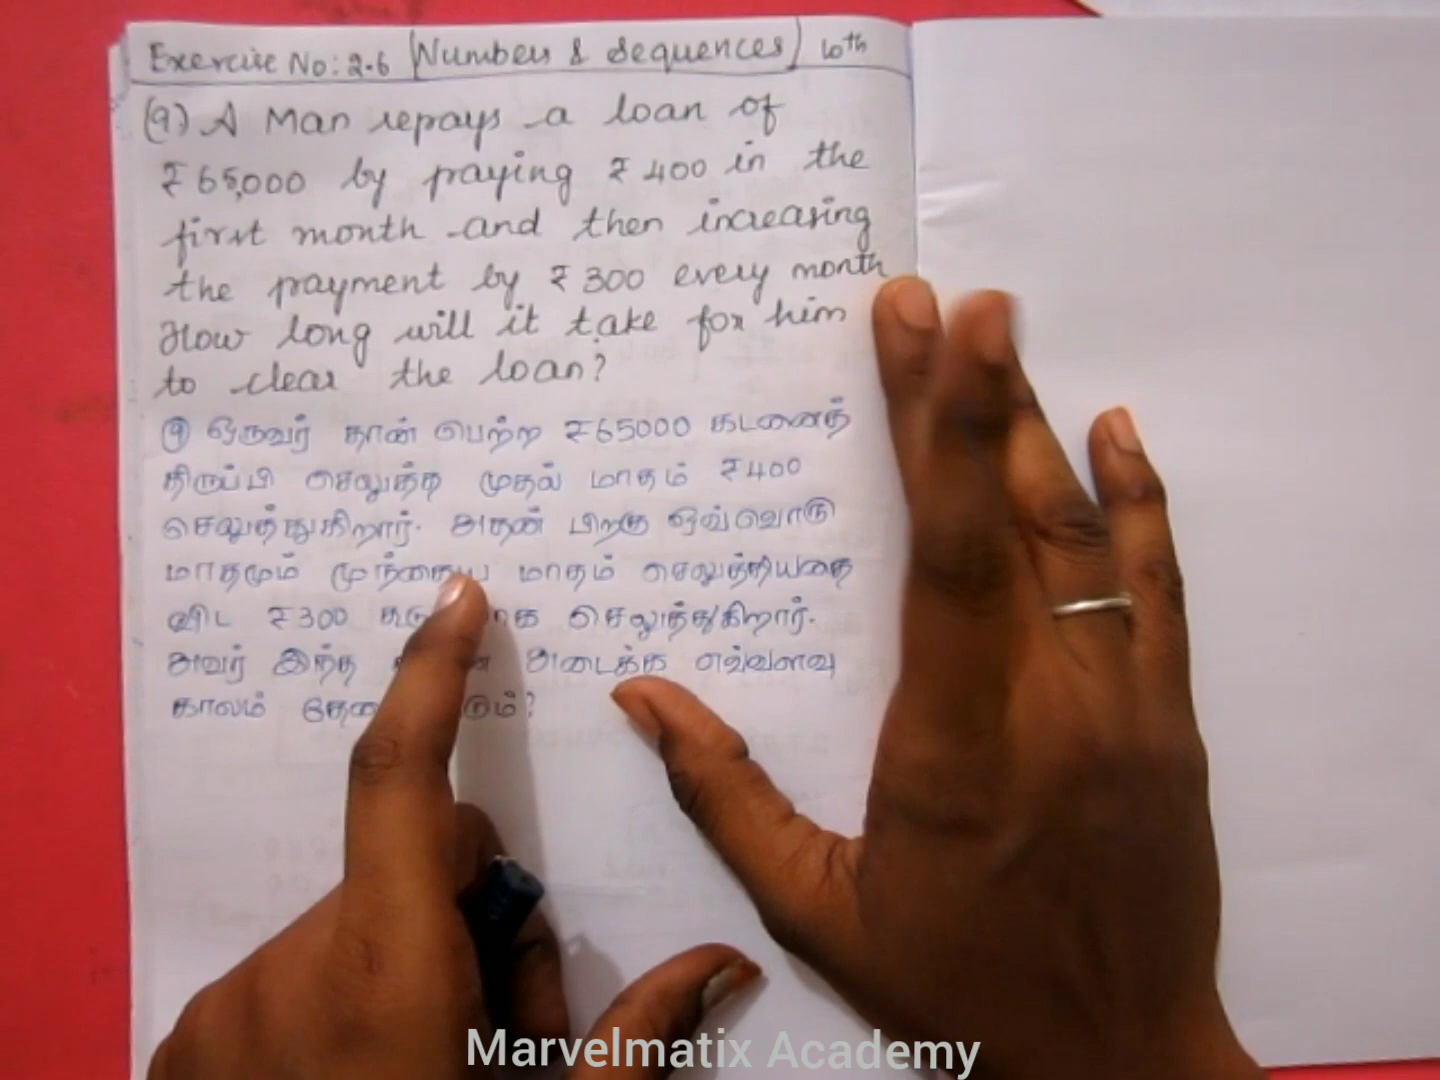 Exercise No: 2.6 Numbers & Sequences 10th
(9) A Man repays a loan of
₹65,000 by paying ₹400 in the
first month and then increasing
the payment by ₹300 every month
How long will it take for him
to clear the loan?
(9) ஒருவர் தான் பெற்ற ₹65000 கடனைத்
திருப்பி செலுத்த முதல் மாதம் ₹400
செலுத்துகிறார். அதன் பிறகு ஒவ்வொரு
மாதமும் முந்தைய மாதம் செலுத்தியதை
விட ₹300 செலுத்துகிறார்.
அவர் இந்த அடைக்க எவ்வளவு
காலம்
Marvelmatix Academy